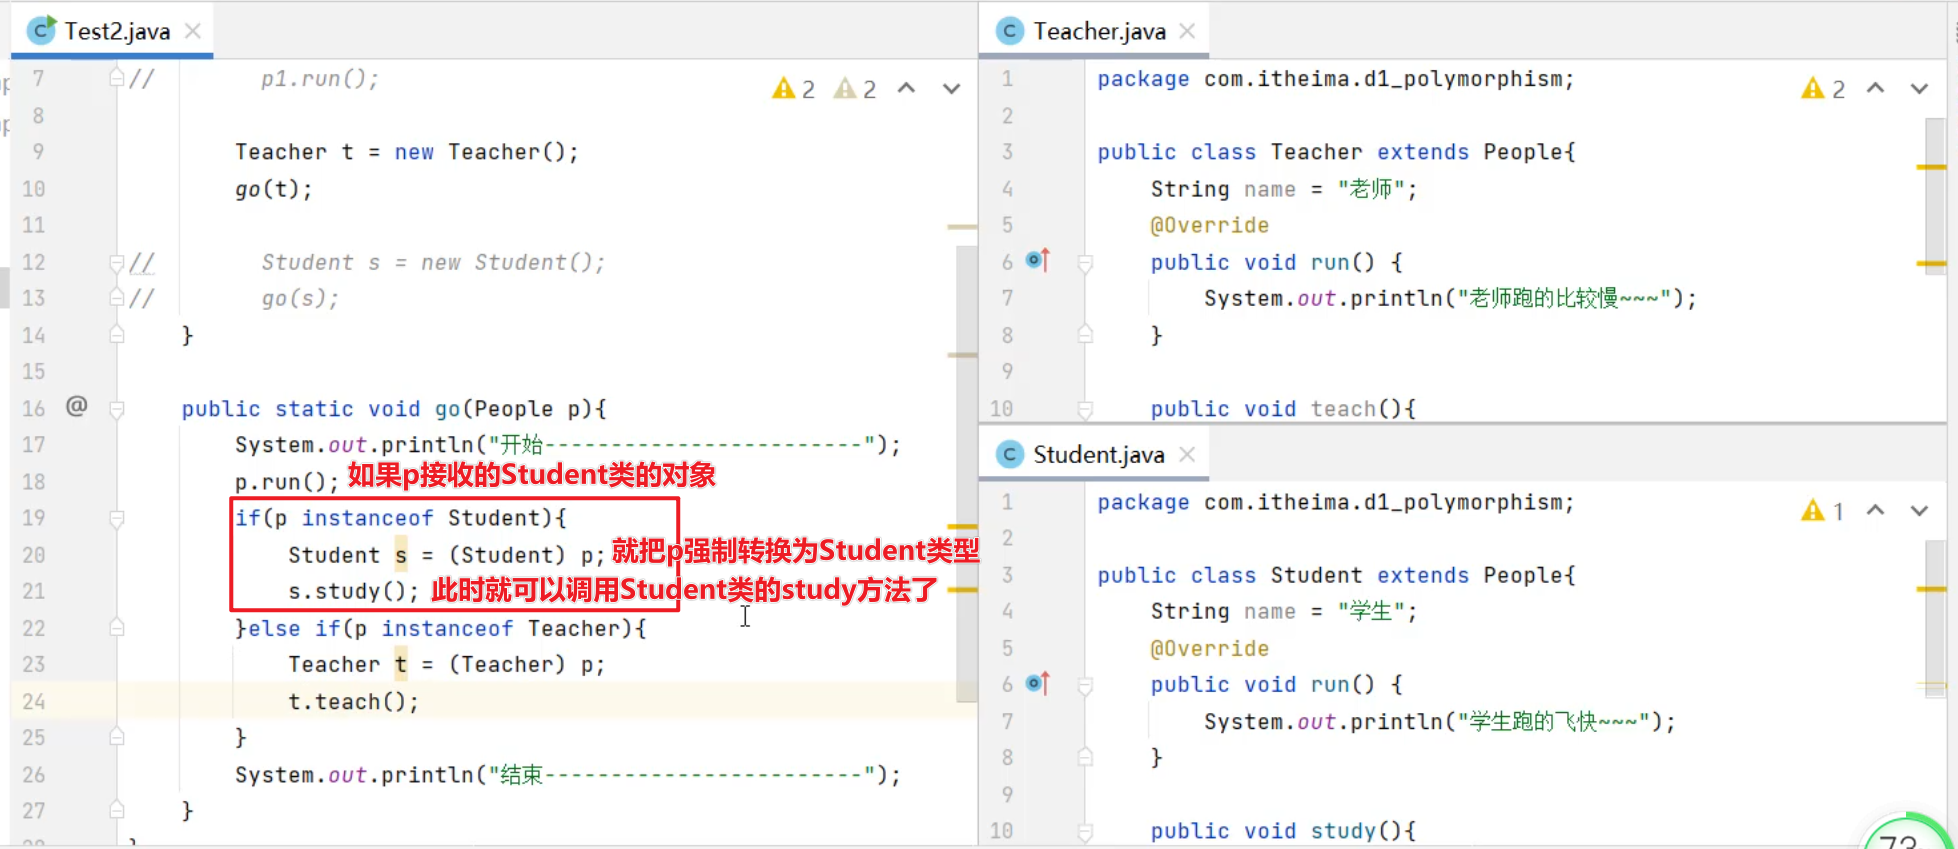 Test2.java
7 // p1.run();
2 2
8
9 Teacher t = new Teacher();
10 go(t);
11
12 // Student s = new Student();
13 // go(s);
14 }
15
16 @ public static void go(People p){
17 System.out.println("开始------------------------");
18 p.run(); 如果p接收的Student类的对象
19 if(p instanceof Student){
20 Student s = (Student) p; 就把p强制转换为Student类型
21 s.study(); 此时就可以调用Student类的study方法了
22 }else if(p instanceof Teacher){
23 Teacher t = (Teacher) p;
24 t.teach();
25 }
26 System.out.println("结束------------------------");
27 }
Teacher.java
1 package com.itheima.d1_polymorphism;
2
2
3 public class Teacher extends People{
4 String name = "老师";
5 @Override
6 public void run() {
7 System.out.println("老师跑的比较慢~~~");
8 }
9
10 public void teach(){
Student.java
1 package com.itheima.d1_polymorphism;
1
2
3 public class Student extends People{
4 String name = "学生";
5 @Override
6 public void run() {
7 System.out.println("学生跑的飞快~~~");
8 }
9
10 public void study(){